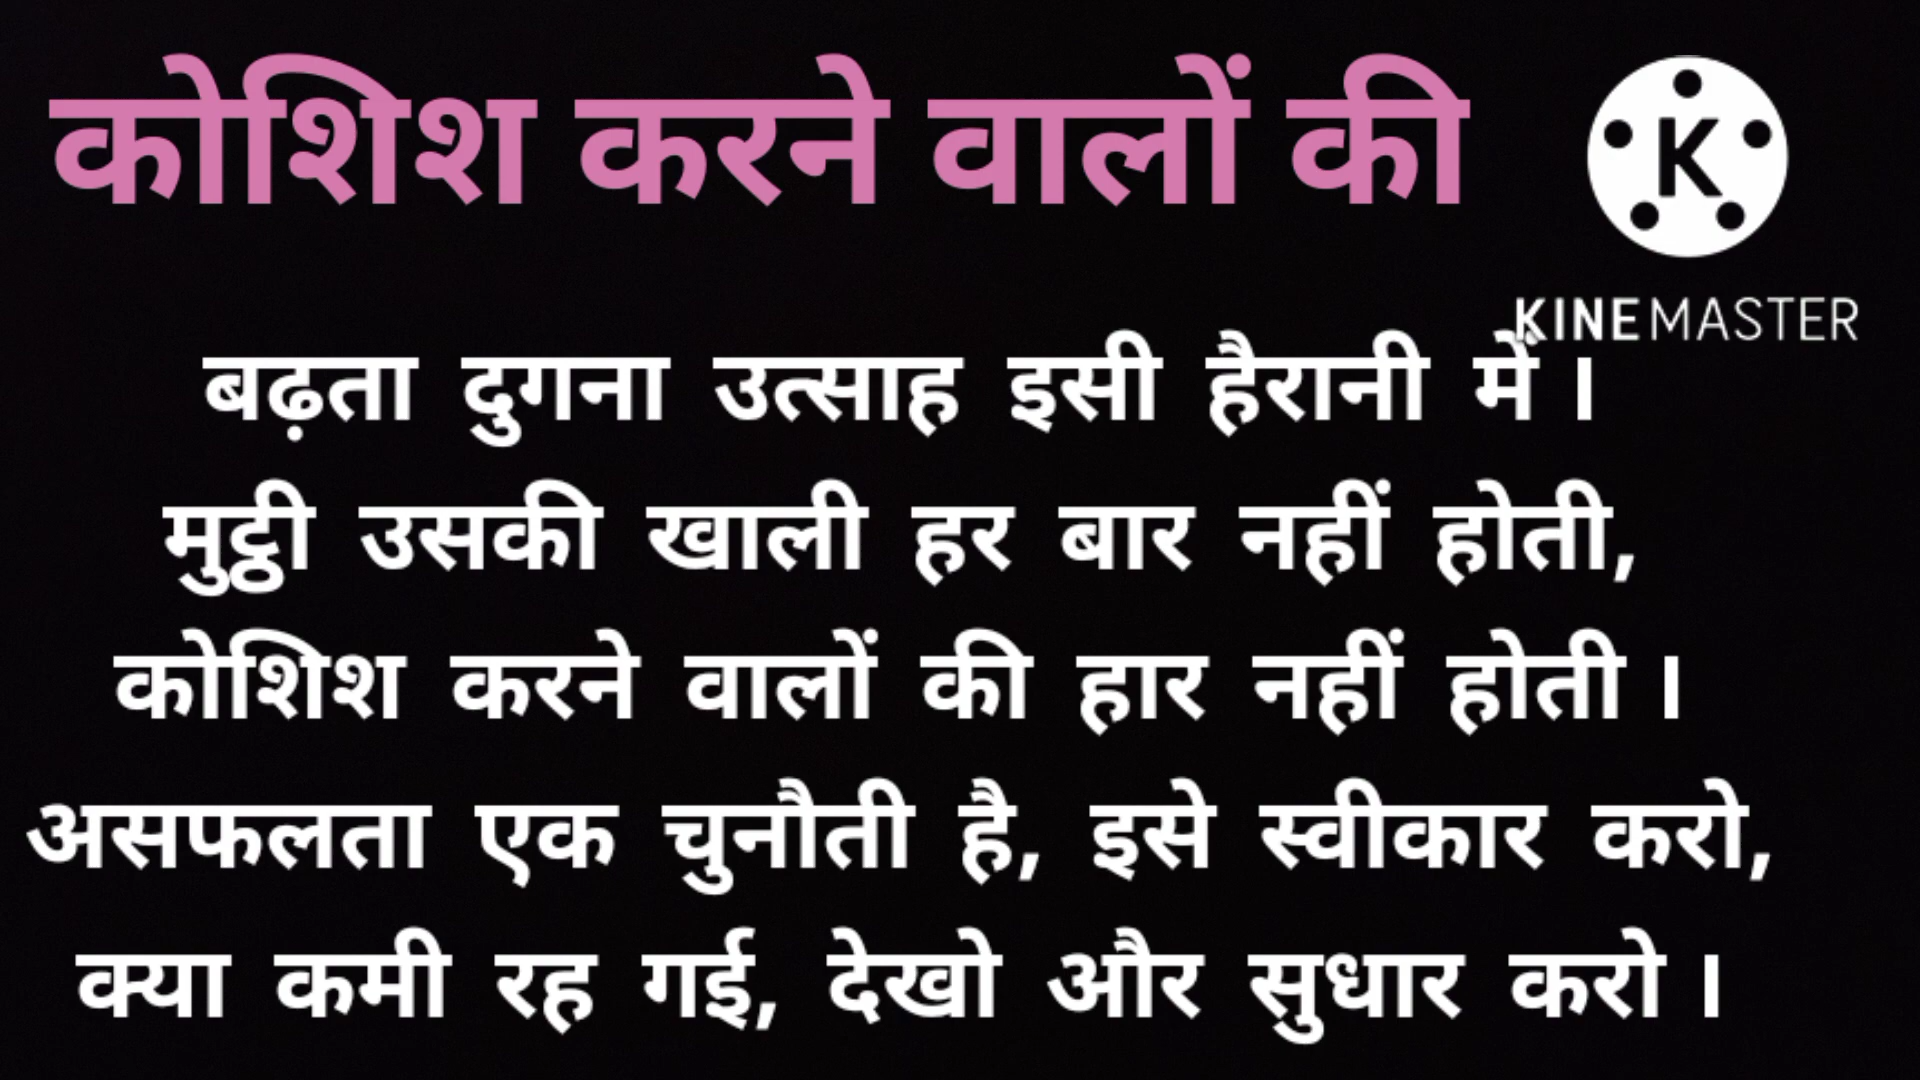 कोशिश करने वालों की
K
KINEMASTER
बढ़ता दुगना उत्साह इसी हैरानी में ।
मुट्ठी उसकी खाली हर बार नहीं होती,
कोशिश करने वालों की हार नहीं होती ।
असफलता एक चुनौती है, इसे स्वीकार करो,
क्या कमी रह गई, देखो और सुधार करो ।